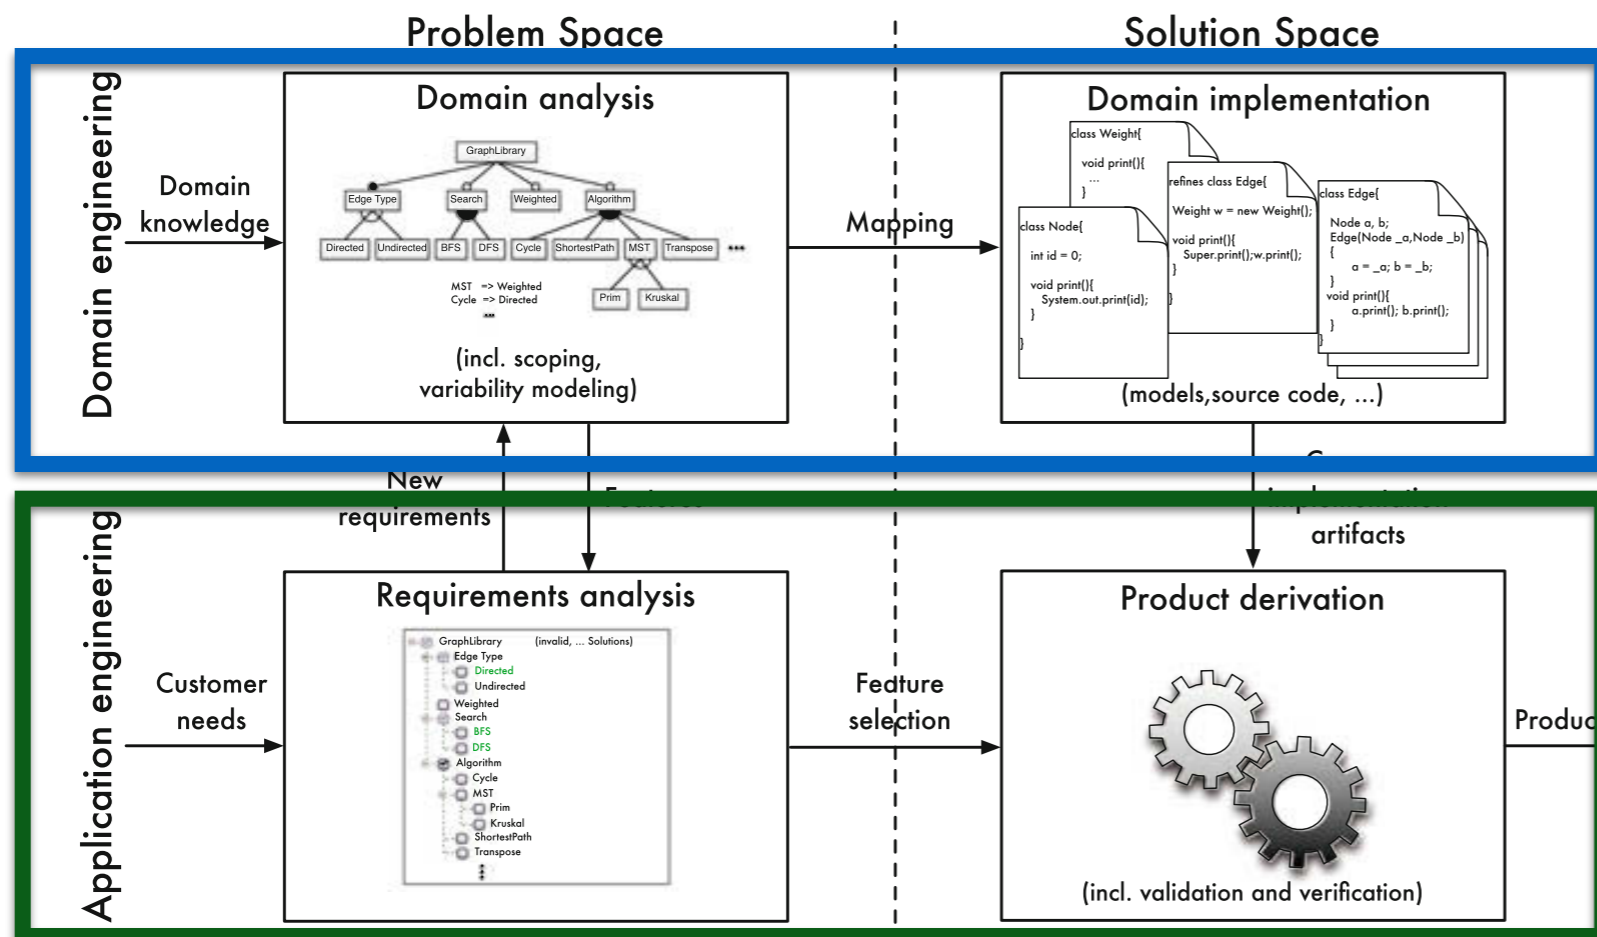 Problem Space
Solution Space
Domain engineering
Domain
knowledge
Domain analysis
GraphLibrary
Edge Type
Search
Weighted
Algorithm
Directed
Undirected
BFS
DFS
Cycle
ShortestPath
MST
Transpose
MST => Weighted
Cycle => Directed
Prim
Kruskal
(incl. scoping,
variability modeling)
Mapping
Domain implementation
class Weight{
void print(){
...
}
refines class Edge{
Weight w = new Weight();
void print(){
Super.print();w.print();
}
}
class Edge{
Node a, b;
Edge(Node _a,Node _b)
{
a = _a; b = _b;
}
void print(){
a.print(); b.print();
}
}
class Node{
int id = 0;
void print(){
System.out.print(id);
}
}
(models,source code, ...)
New
requirements
artifacts
Application engineering
Customer
needs
Requirements analysis
GraphLibrary (invalid, ... Solutions)
Edge Type
Directed
Undirected
Weighted
Search
BFS
DFS
Algorithm
Cycle
MST
Prim
Kruskal
ShortestPath
Transpose
Feature
selection
Product derivation
(incl. validation and verification)
Produc